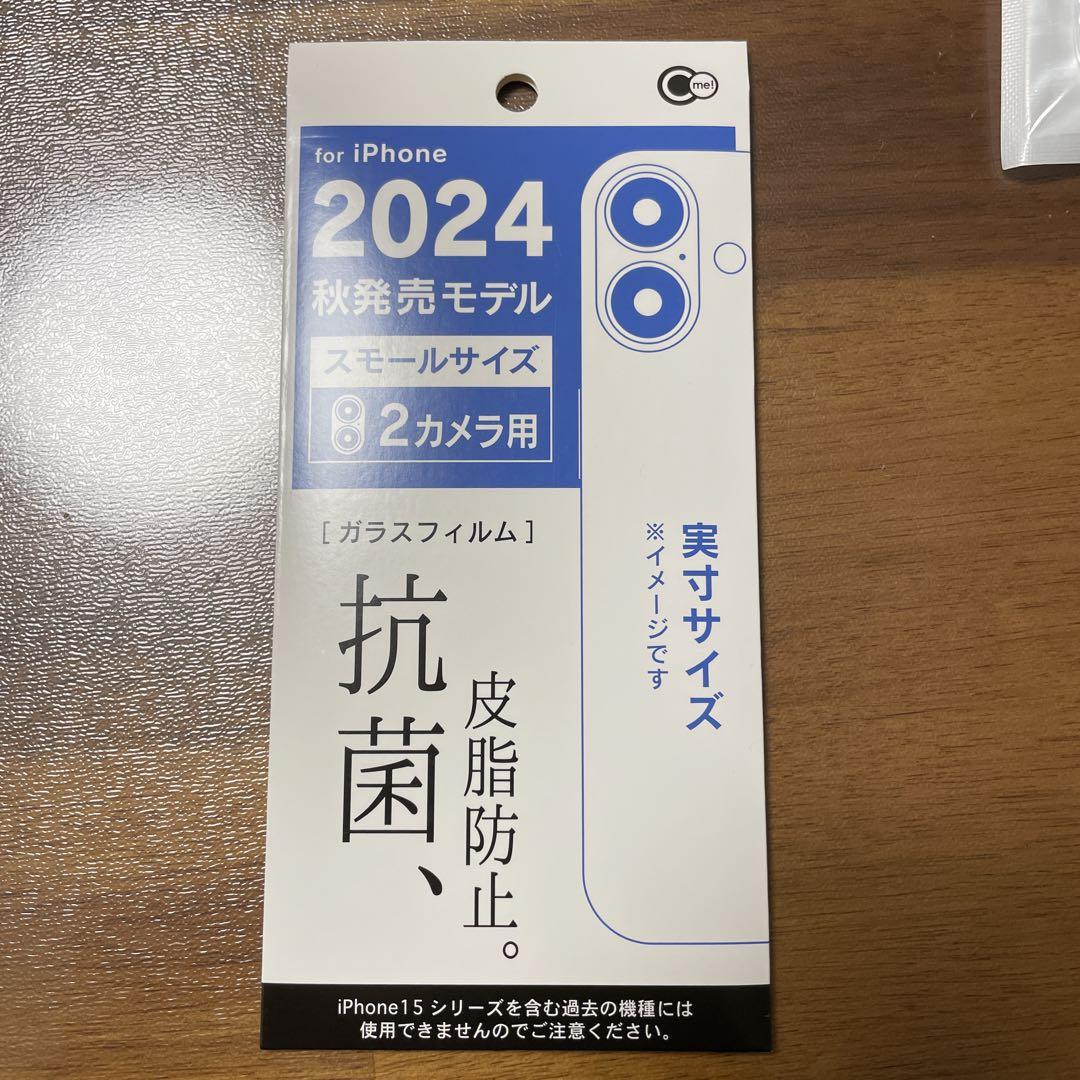 me!
for iPhone
2024
秋発売モデル
スモールサイズ
2カメラ用
[ガラスフィルム]
抗菌、
皮脂防止。
実寸サイズ
※イメージです
iPhone15 シリーズを含む過去の機種には
使用できませんのでご注意ください。